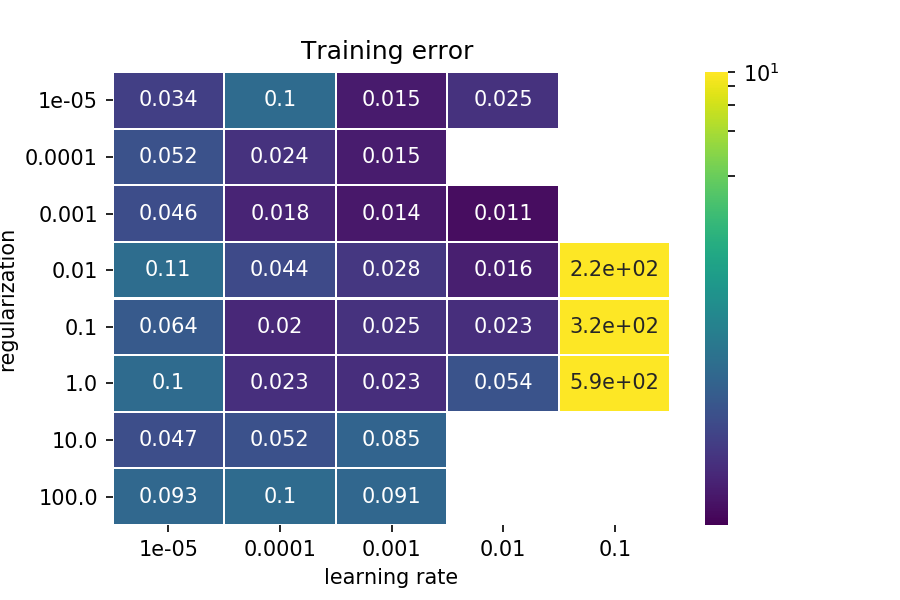 Training error
regularization
1e-05 0.034 0.1 0.015 0.025
0.0001 0.052 0.024 0.015
0.001 0.046 0.018 0.014 0.011
0.01 0.11 0.044 0.028 0.016 2.2e+02
0.1 0.064 0.02 0.025 0.023 3.2e+02
1.0 0.1 0.023 0.023 0.054 5.9e+02
10.0 0.047 0.052 0.085
100.0 0.093 0.1 0.091
1e-05 0.0001 0.001 0.01 0.1
learning rate
10¹